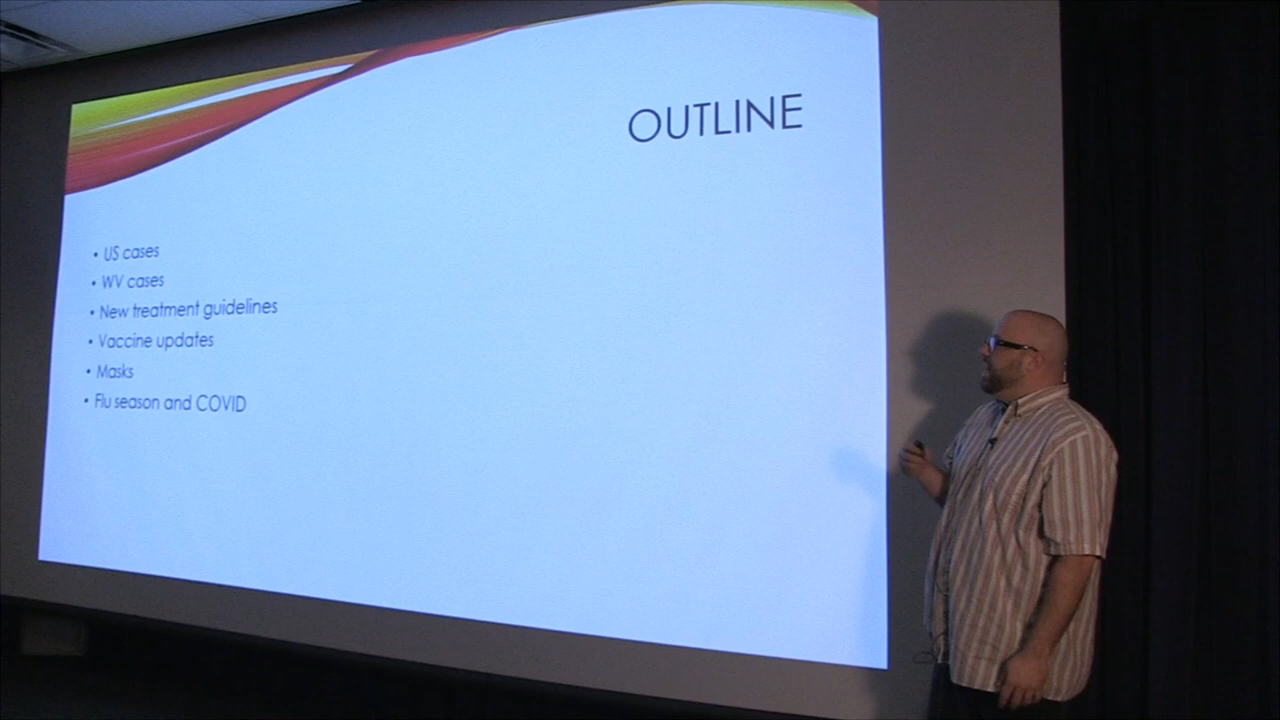 OUTLINE
• US cases
• WV cases
• New treatment guidelines
• Vaccine updates
• Masks
• Flu season and COVID